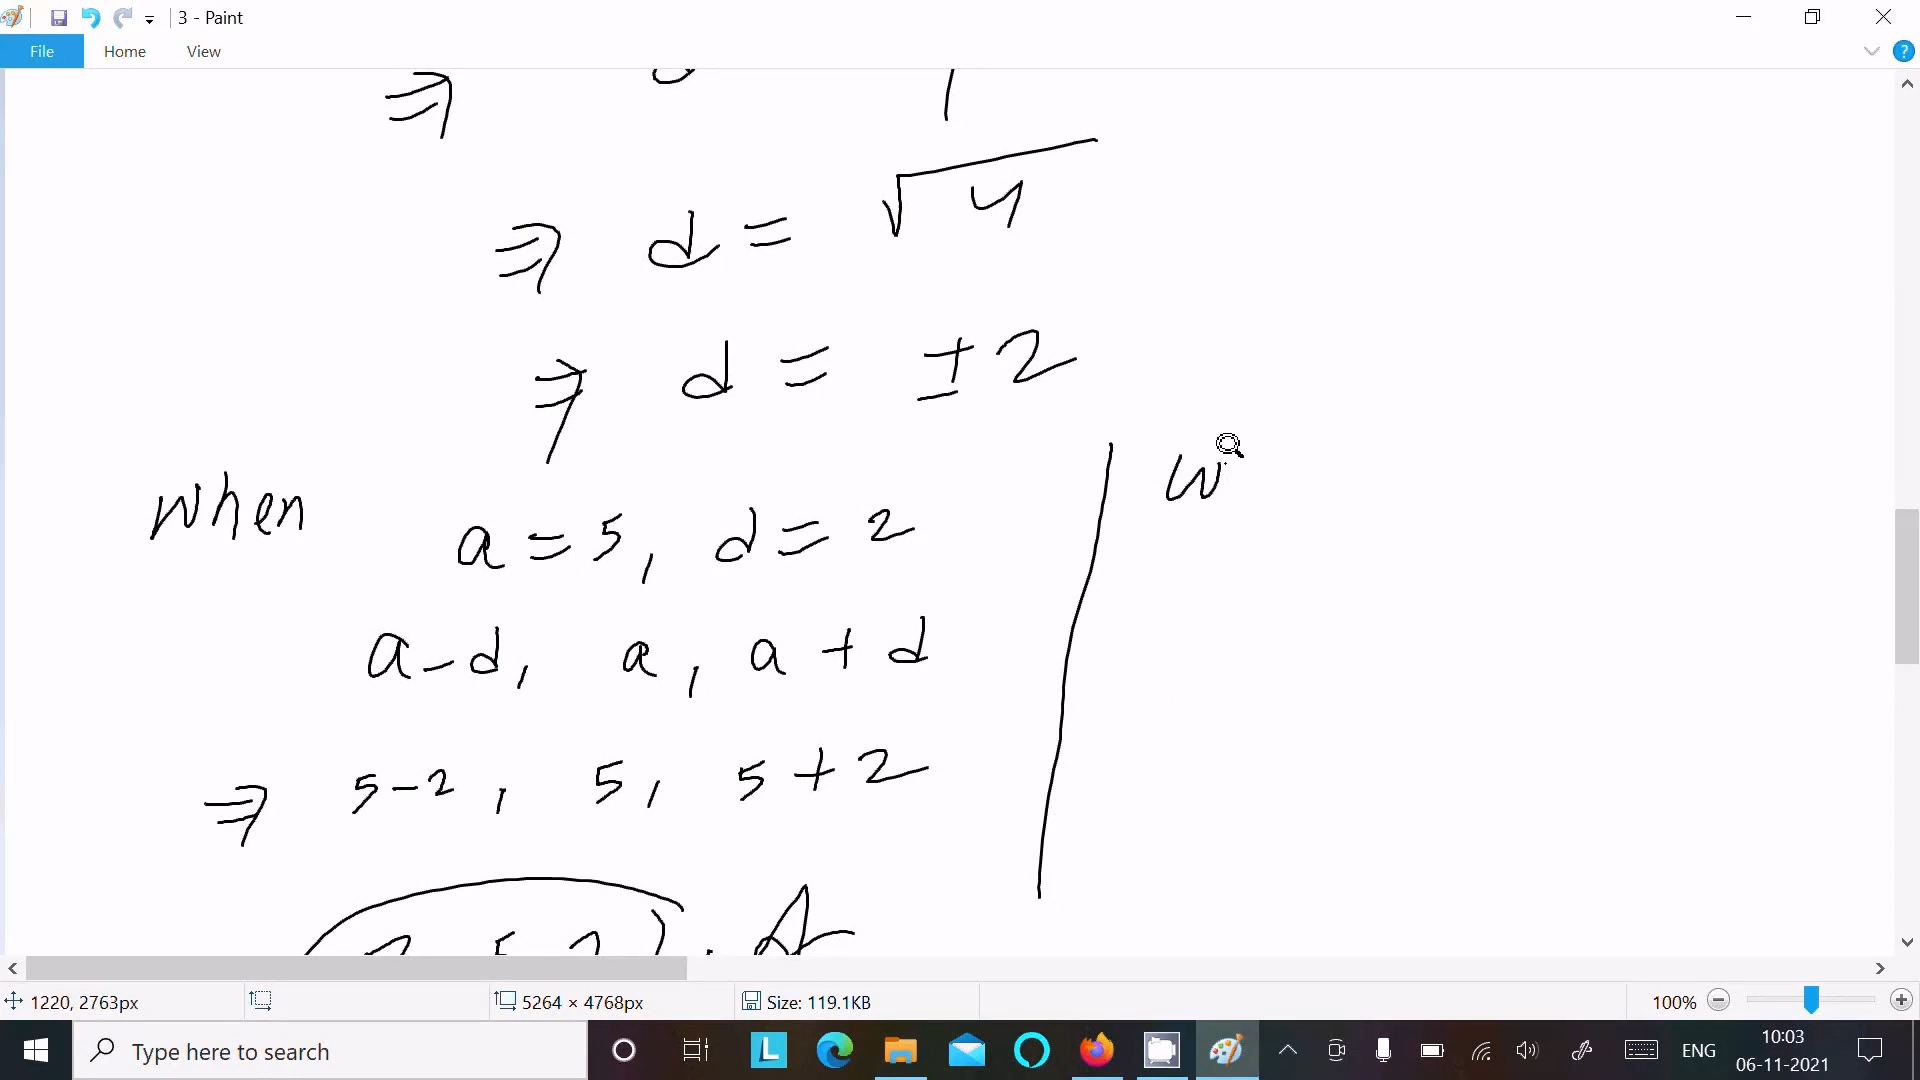 3 - Paint
File Home View
⇒
⇒ d = √4
⇒ d = ±2
when
a = 5, d = 2
a - d, a, a + d
⇒ 5 - 2, 5, 5 + 2
w
1220, 2763px 5264 × 4768px Size: 119.1KB 100%
Type here to search
L
ENG
10:03
06-11-2021